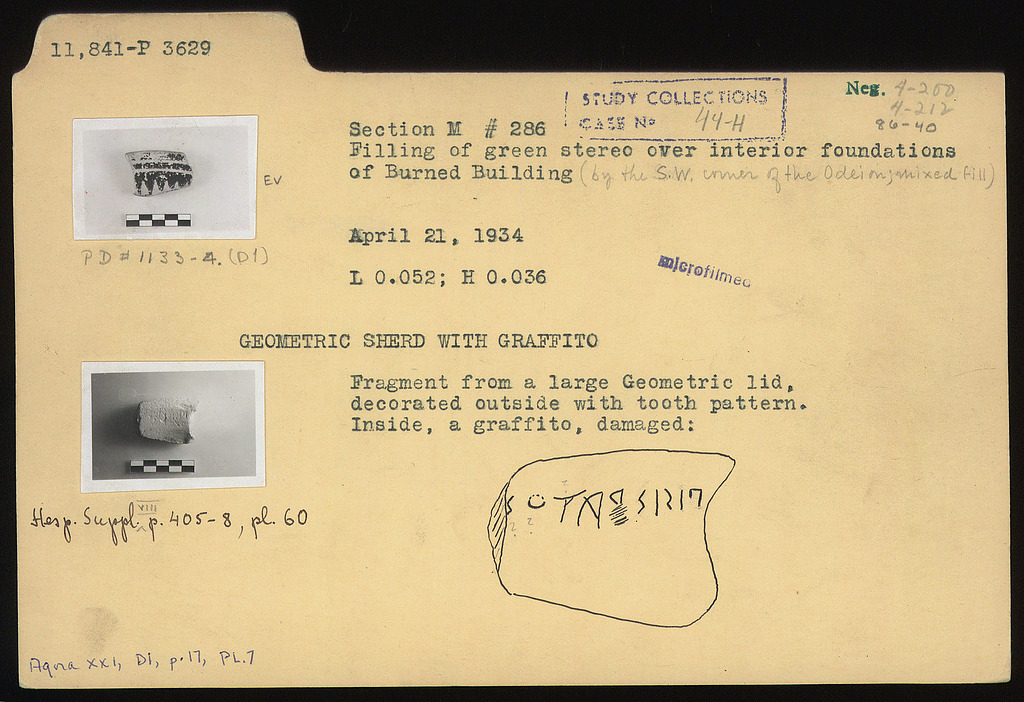 11,841-P 3629
STUDY COLLECTIONS
CASE No 44-H
Neg. 4-200
4-212
86-40
Section M # 286
Filling of green stereo over interior foundations
of Burned Building (by the S.W. corner of the Odeion, mixed fill)
EV
PD # 1133-4. (D1)
April 21, 1934
L 0.052; H 0.036
microfilmed
GEOMETRIC SHERD WITH GRAFFITO
Fragment from a large Geometric lid,
decorated outside with tooth pattern.
Inside, a graffito, damaged:
Hesp. Suppl. VIII p. 405-8, pl. 60
Agora XXI, D1, p.17, PL.7